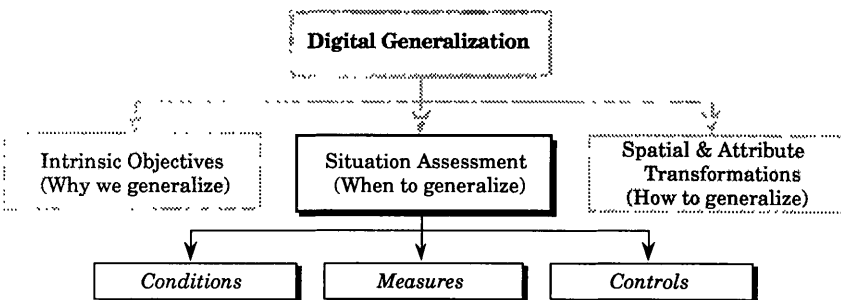 Digital Generalization
Intrinsic Objectives
(Why we generalize)
Situation Assessment
(When to generalize)
Spatial & Attribute
Transformations
(How to generalize)
Conditions
Measures
Controls